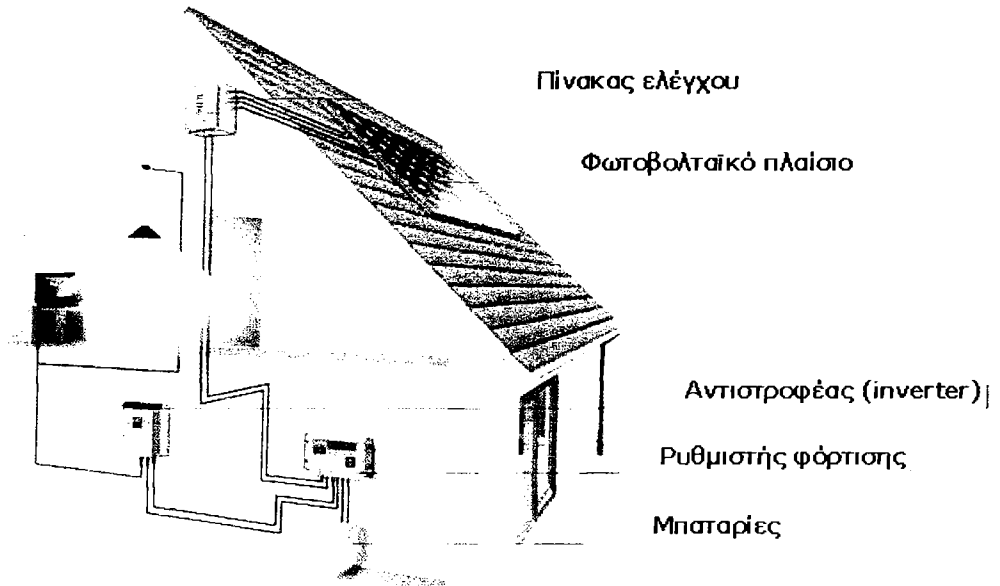 Πίνακας ελέγχου
Φωτοβολταϊκό πλαίσιο
Αντιστροφέας (inverter)
Ρυθμιστής φόρτισης
Μπαταρίες